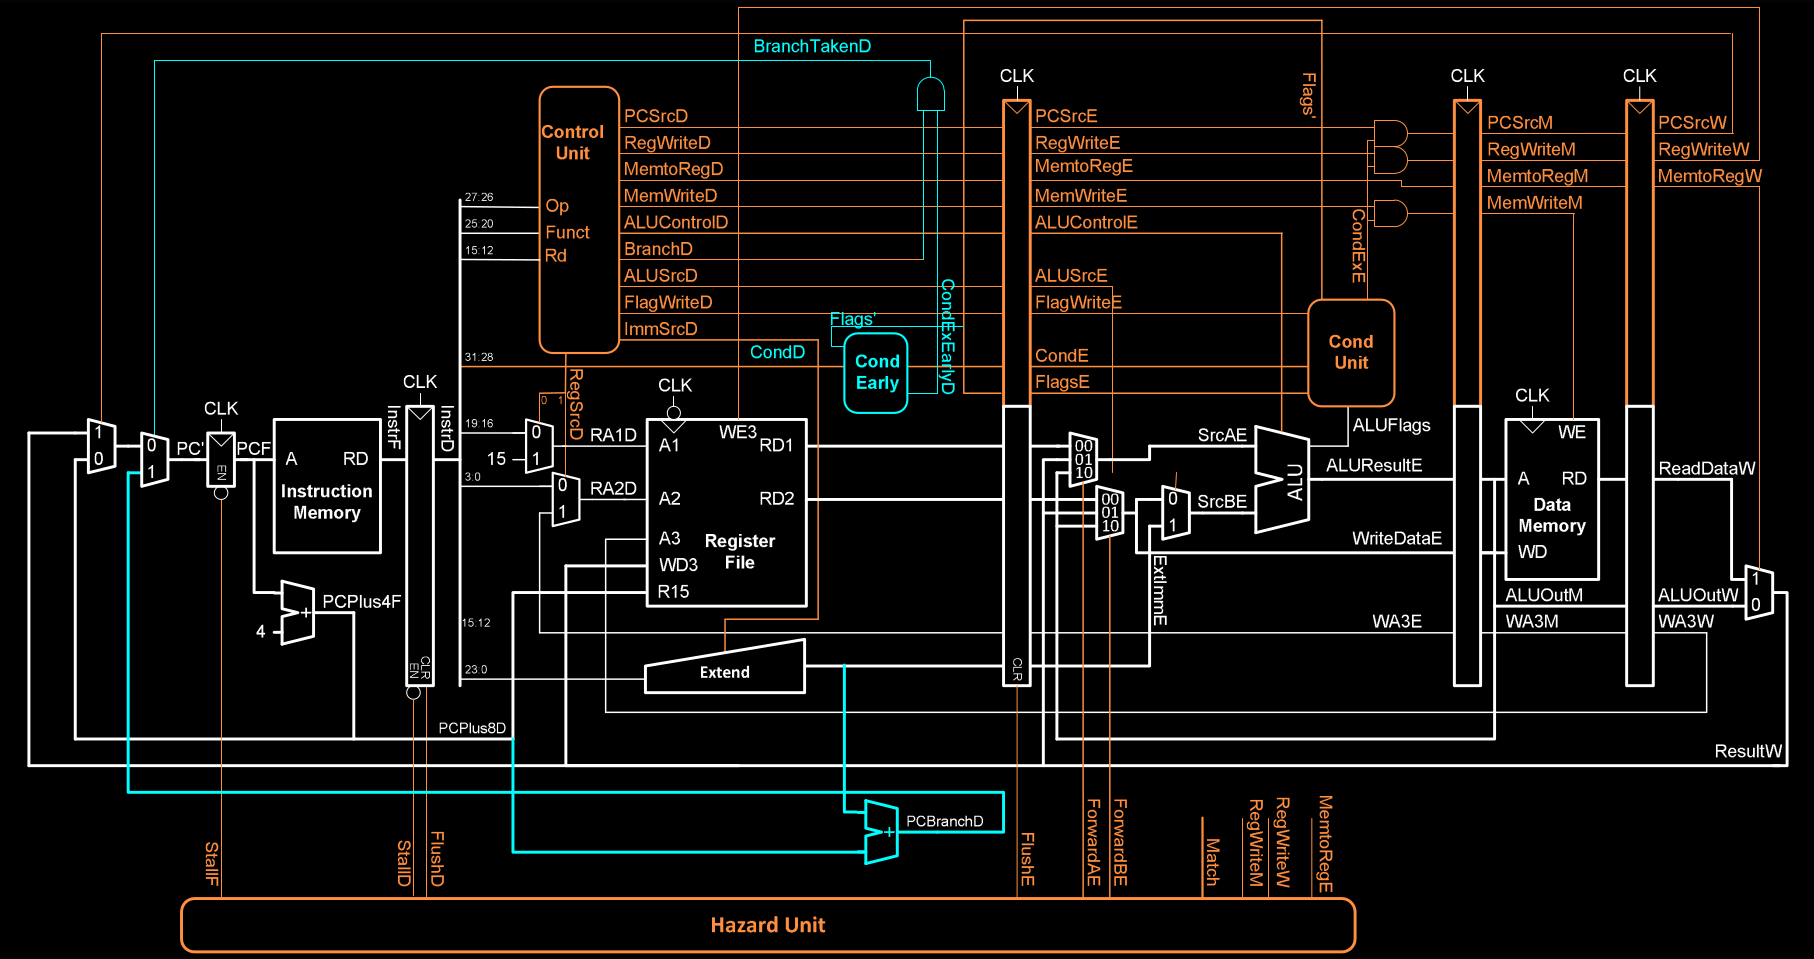 BranchTakenD
CLK
CLK
CLK
Flags'
Control
Unit
PCSrcD
RegWriteD
MemtoRegD
MemWriteD
ALUControlD
BranchD
ALUSrcD
FlagWriteD
ImmSrcD
Op
Funct
Rd
27:26
25:20
15:12
31:28
PCSrcE
RegWriteE
MemtoRegE
MemWriteE
ALUControlE
ALUSrcE
FlagWriteE
CondE
FlagsE
PCSrcM
RegWriteM
MemtoRegM
MemWriteM
PCSrcW
RegWriteW
MemtoRegW
CondExE
Flags'
CondD
Cond
Early
CondExEarlyD
Cond
Unit
ALUFlags
CLK
CLK
CLK
CLK
1
0
0
1
PC'
EN
PCF
A
RD
Instruction
Memory
InstrF
InstrD
EN
CLR
PCPlus4F
4
+
19:16
15
3:0
15:12
23:0
0 1
RegSrcD
0
1
0
1
RA1D
RA2D
A1
A2
A3
WD3
R15
WE3
RD1
RD2
Register
File
Extend
CLR
00
01
10
00
01
10
0
1
SrcAE
SrcBE
ALU
ALUResultE
WriteDataE
ExtImmE
WA3E
A
RD
WE
WD
Data
Memory
ALUOutM
WA3M
ReadDataW
ALUOutW
WA3W
1
0
ResultW
PCPlus8D
+
PCBranchD
StallF
StallD
FlushD
FlushE
ForwardAE
ForwardBE
Match
RegWriteM
RegWriteW
MemtoRegE
Hazard Unit